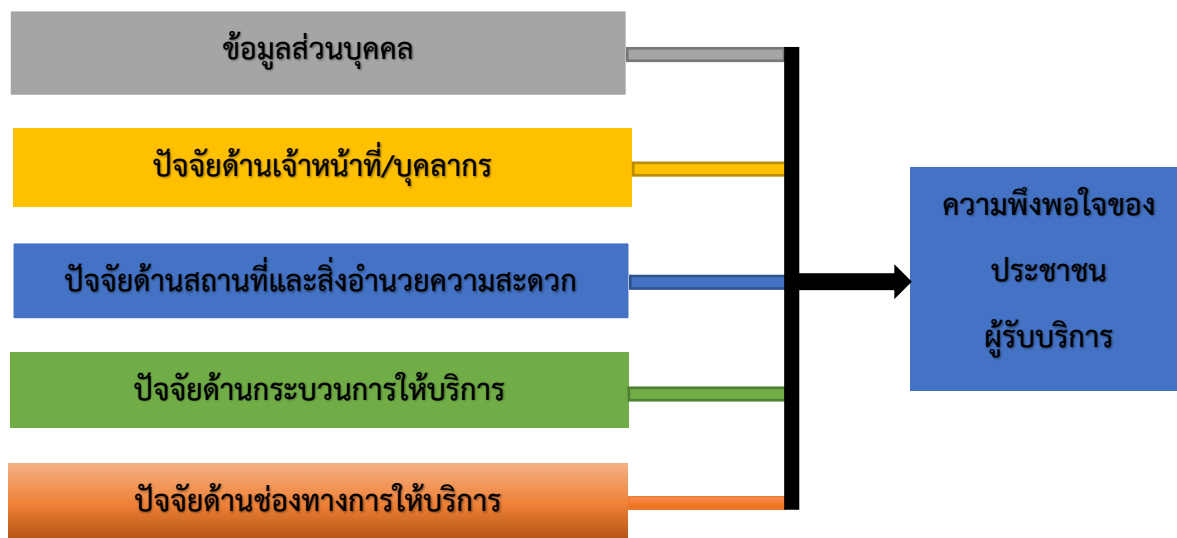 ข้อมูลส่วนบุคคล
ปัจจัยด้านเจ้าหน้าที่/บุคลากร
ปัจจัยด้านสถานที่และสิ่งอำนวยความสะดวก
ปัจจัยด้านกระบวนการให้บริการ
ปัจจัยด้านช่องทางการให้บริการ
ความพึงพอใจของ
ประชาชน
ผู้รับบริการ